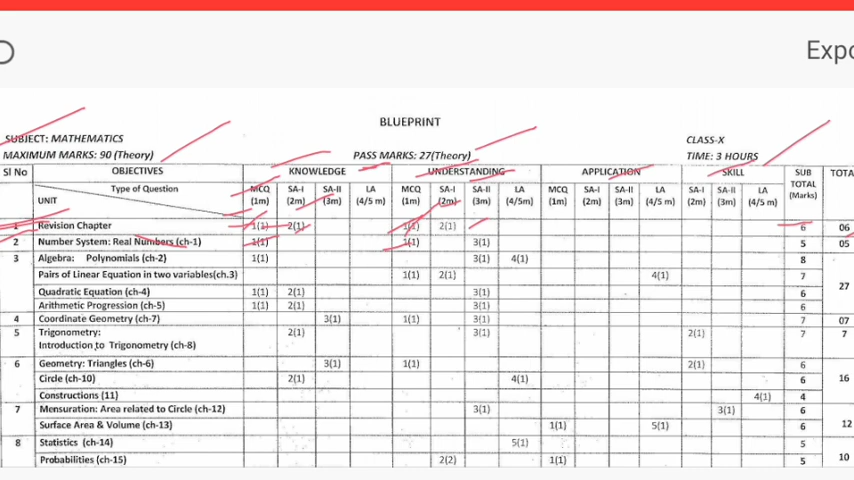 Expo
BLUEPRINT
SUBJECT: MATHEMATICS CLASS-X
MAXIMUM MARKS: 90 (Theory) PASS MARKS: 27(Theory) TIME: 3 HOURS
Sl No OBJECTIVES KNOWLEDGE UNDERSTANDING APPLICATION SKILL SUB TOTAL (Marks) TOTA
Type of Question MCQ (1m) SA-I (2m) SA-II (3m) LA (4/5 m) MCQ (1m) SA-I (2m) SA-II (3m) LA (4/5m) MCQ (1m) SA-I (2m) SA-II (3m) LA (4/5 m) SA-I (2m) SA-II (3m) LA (4/5 m)
UNIT
1 Revision Chapter 1(1) 2(1) 1(1) 2(1) 6 06
2 Number System: Real Numbers (ch-1) 1(1) 1(1) 3(1) 5 05
3 Algebra: Polynomials (ch-2) 1(1) 3(1) 4(1) 8
Pairs of Linear Equation in two variables(ch.3) 1(1) 2(1) 4(1) 7
27
Quadratic Equation (ch-4) 1(1) 2(1) 3(1) 6
Arithmetic Progression (ch-5) 1(1) 2(1) 3(1) 6
4 Coordinate Geometry (ch-7) 3(1) 1(1) 3(1) 7 07
5 Trigonometry: 2(1) 3(1) 2(1) 7 7
Introduction to Trigonometry (ch-8)
6 Geometry: Triangles (ch-6) 3(1) 1(1) 2(1) 6
Circle (ch-10) 2(1) 4(1) 6 16
Constructions (11) 4(1) 4
7 Mensuration: Area related to Circle (ch-12) 3(1) 3(1) 6
Surface Area & Volume (ch-13) 1(1) 5(1) 6 12
8 Statistics (ch-14) 5(1) 5
Probabilities (ch-15) 2(2) 1(1) 5 10